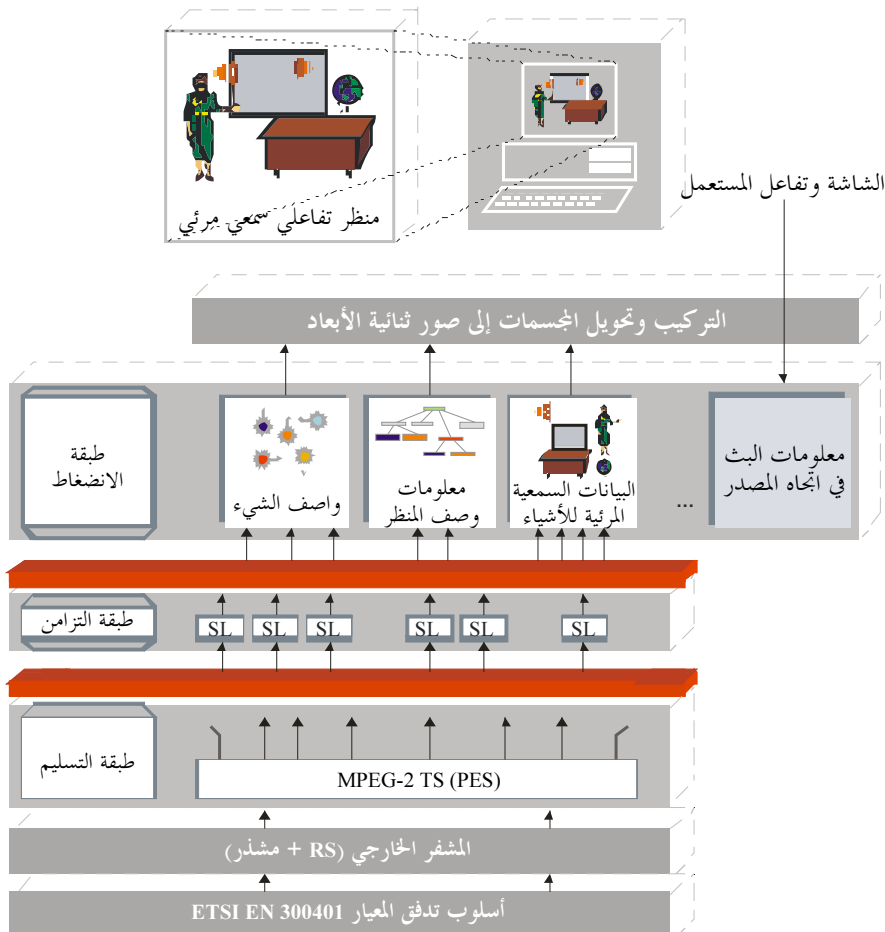 منظر تفاعلي سمعي مرئي
الشاشة وتفاعل المستعمل
التركيب وتحويل المجسمات إلى صور ثنائية الأبعاد
طبقة
الانضغاط
واصف الشيء
معلومات
وصف المنظر
البيانات السمعية
المرئية للأشياء
...
معلومات البث
في اتجاه المصدر
طبقة التزامن
SL
SL
SL
SL
SL
SL
طبقة التسليم
MPEG-2 TS (PES)
المشفر الخارجي (RS + مشذر)
أسلوب تدفق المعيار ETSI EN 300401